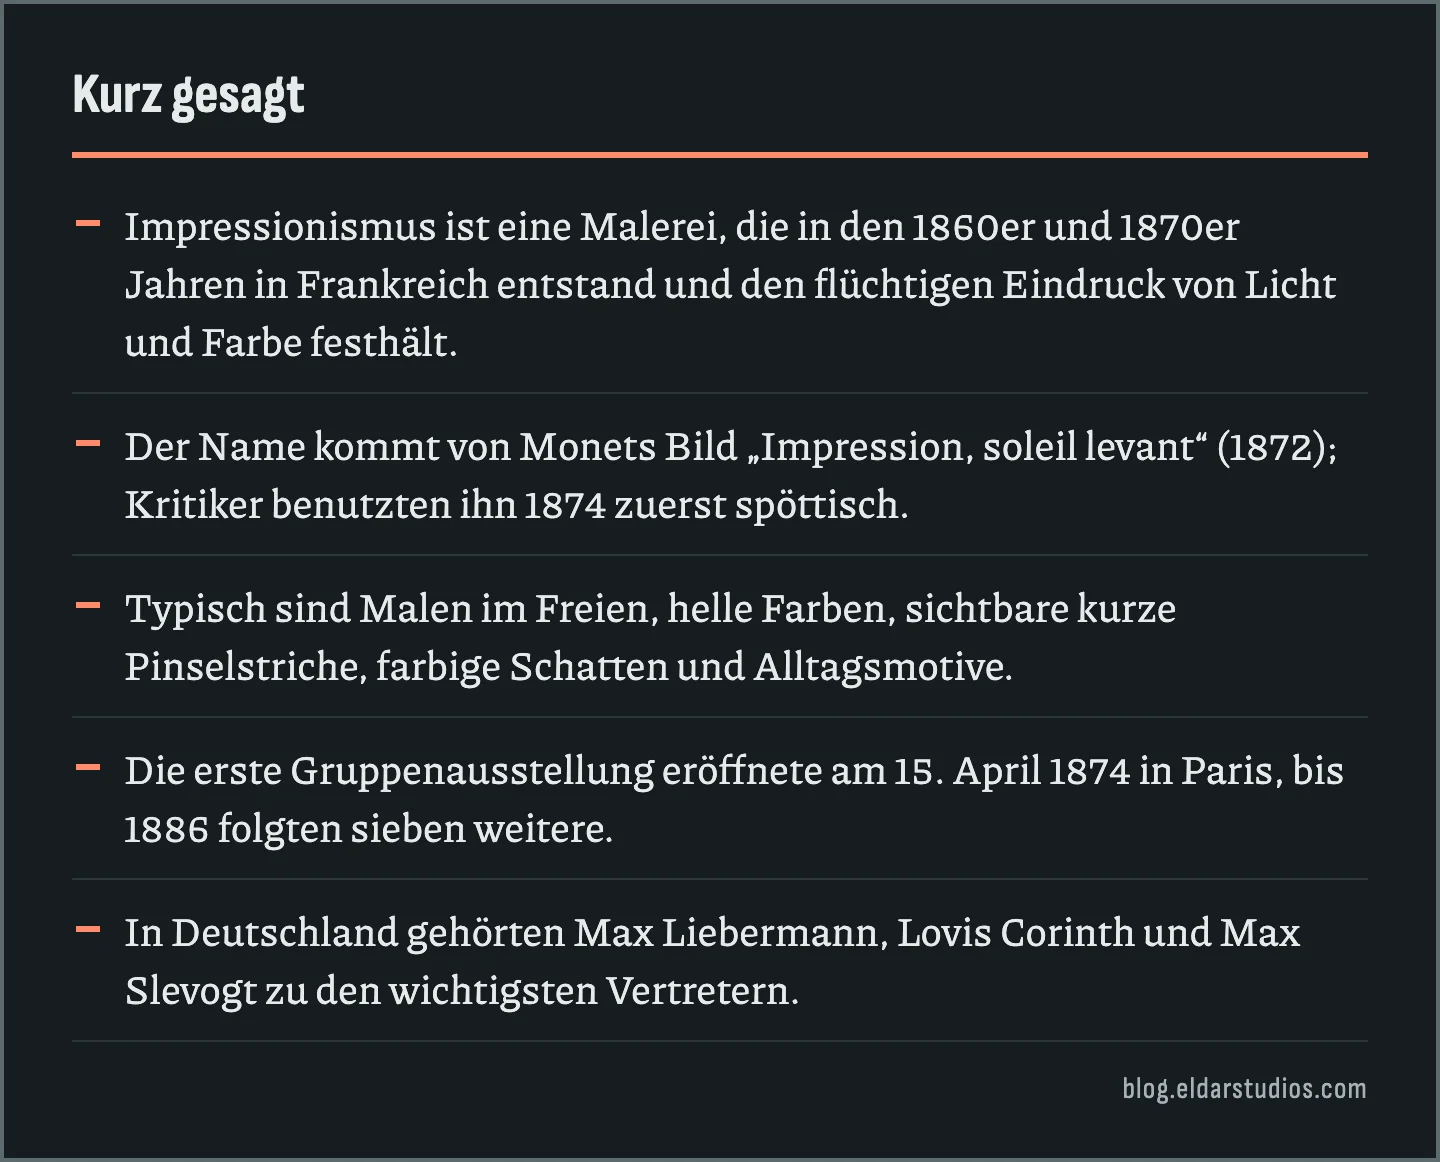 Kurz gesagt
– Impressionismus ist eine Malerei, die in den 1860er und 1870er
Jahren in Frankreich entstand und den flüchtigen Eindruck von Licht
und Farbe festhält.
– Der Name kommt von Monets Bild „Impression, soleil levant“ (1872);
Kritiker benutzten ihn 1874 zuerst spöttisch.
– Typisch sind Malen im Freien, helle Farben, sichtbare kurze
Pinselstriche, farbige Schatten und Alltagsmotive.
– Die erste Gruppenausstellung eröffnete am 15. April 1874 in Paris, bis
1886 folgten sieben weitere.
– In Deutschland gehörten Max Liebermann, Lovis Corinth und Max
Slevogt zu den wichtigsten Vertretern.
blog.eldarstudios.com